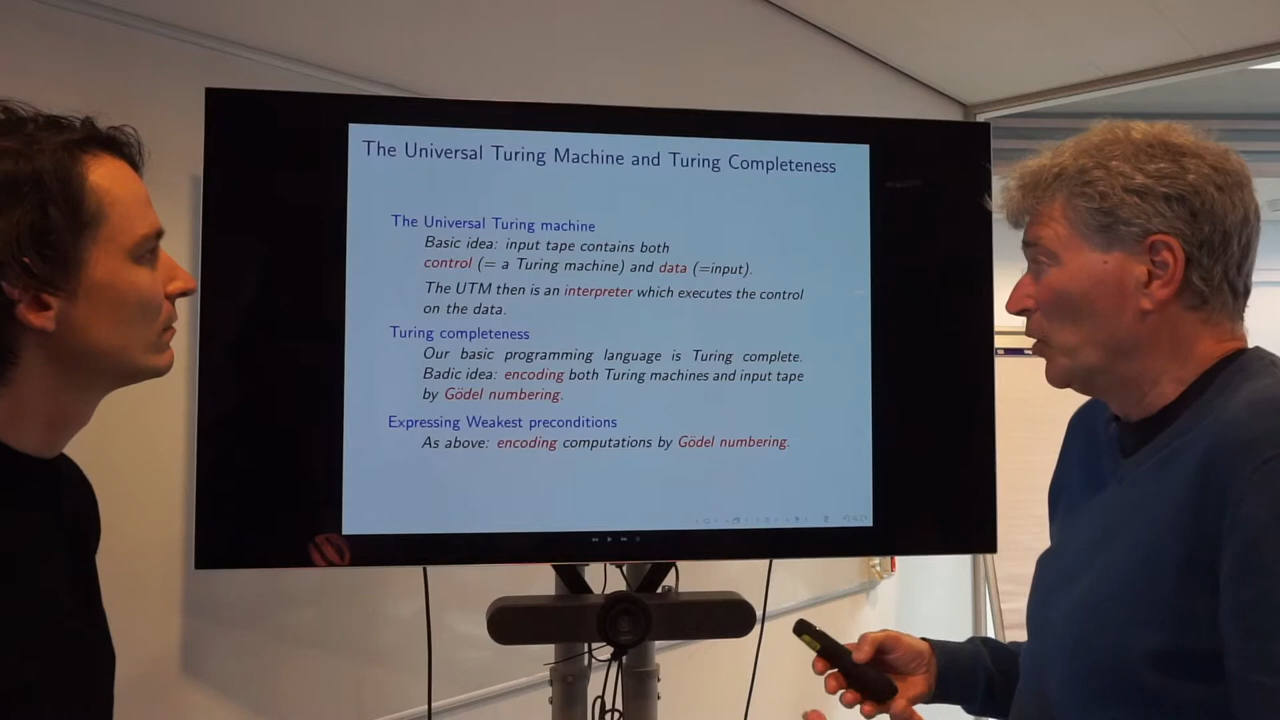 The Universal Turing Machine and Turing Completeness
The Universal Turing machine
Basic idea: input tape contains both
control (= a Turing machine) and data (=input).
The UTM then is an interpreter which executes the control
on the data.
Turing completeness
Our basic programming language is Turing complete.
Badic idea: encoding both Turing machines and input tape
by Gödel numbering.
Expressing Weakest preconditions
As above: encoding computations by Gödel numbering.